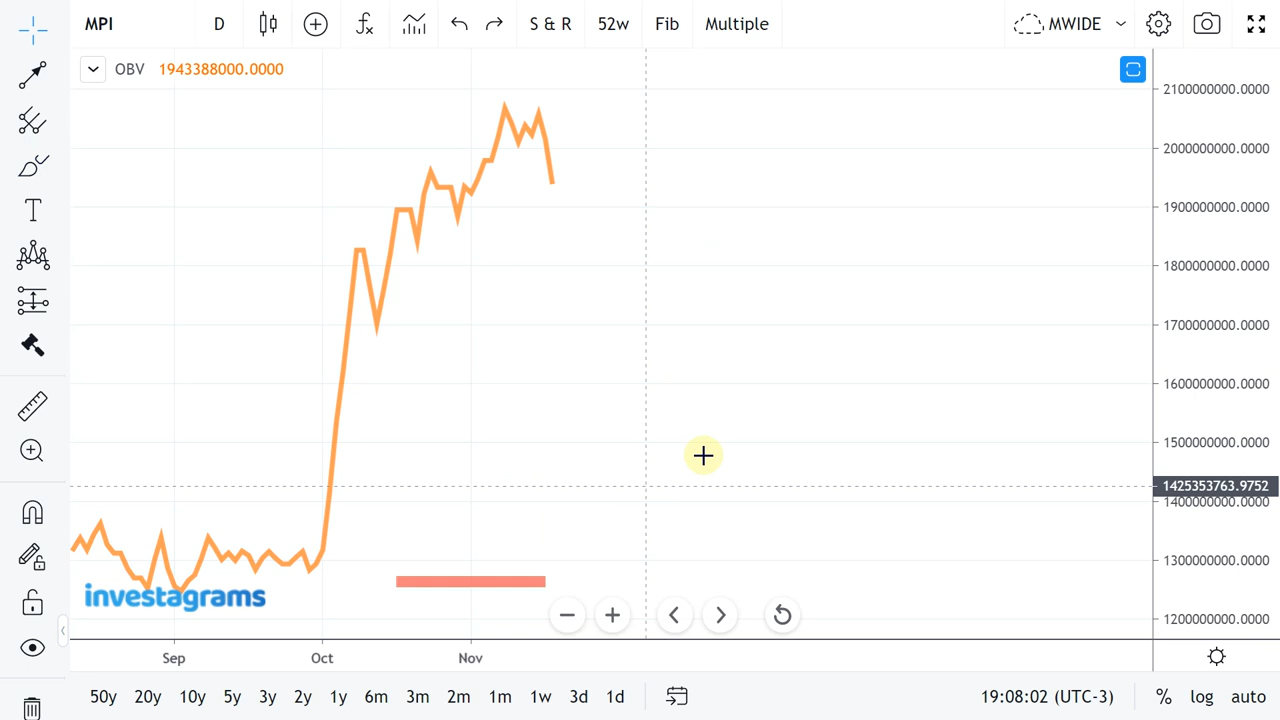 MPI D S & R 52w Fib Multiple MWIDE
OBV 1943388000.0000
2100000000.0000
2000000000.0000
1900000000.0000
1800000000.0000
1700000000.0000
1600000000.0000
1500000000.0000
1425353763.9752
1400000000.0000
1300000000.0000
1200000000.0000
investagrams
Sep Oct Nov
50y 20y 10y 5y 3y 2y 1y 6m 3m 2m 1m 1w 3d 1d 19:08:02 (UTC-3) % log auto